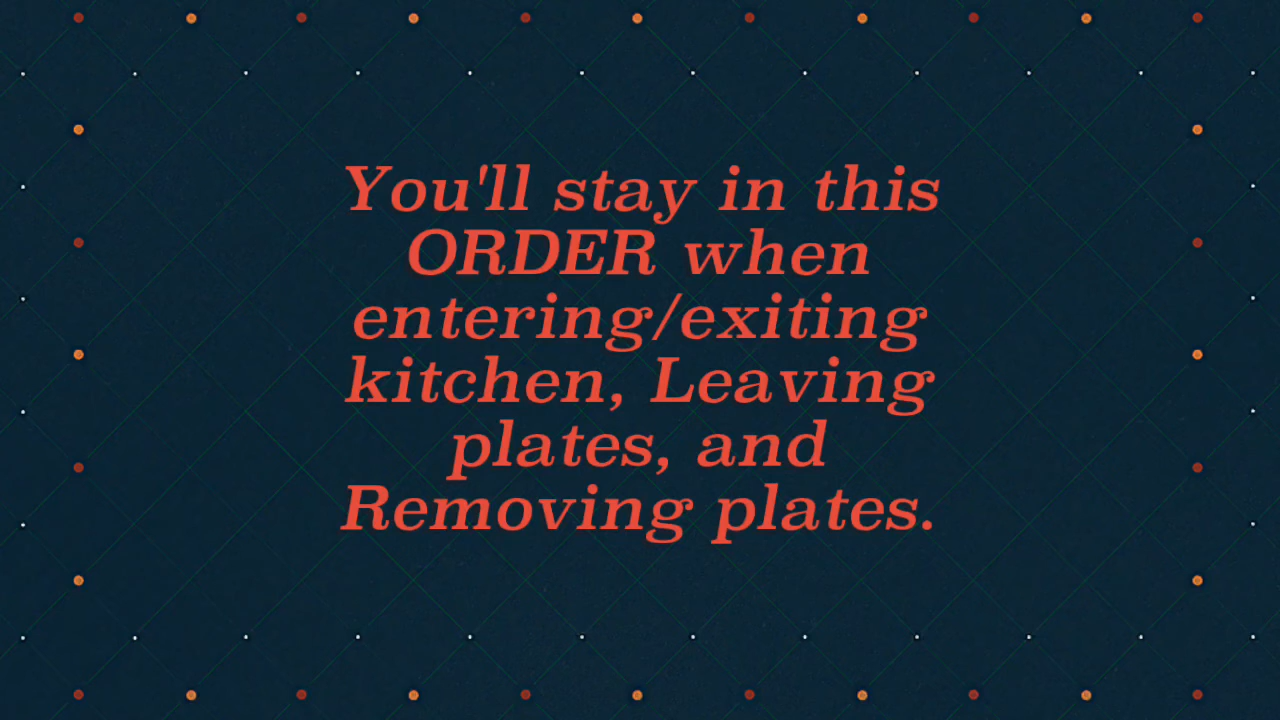 You'll stay in this
ORDER when
entering/exiting
kitchen, Leaving
plates, and
Removing plates.